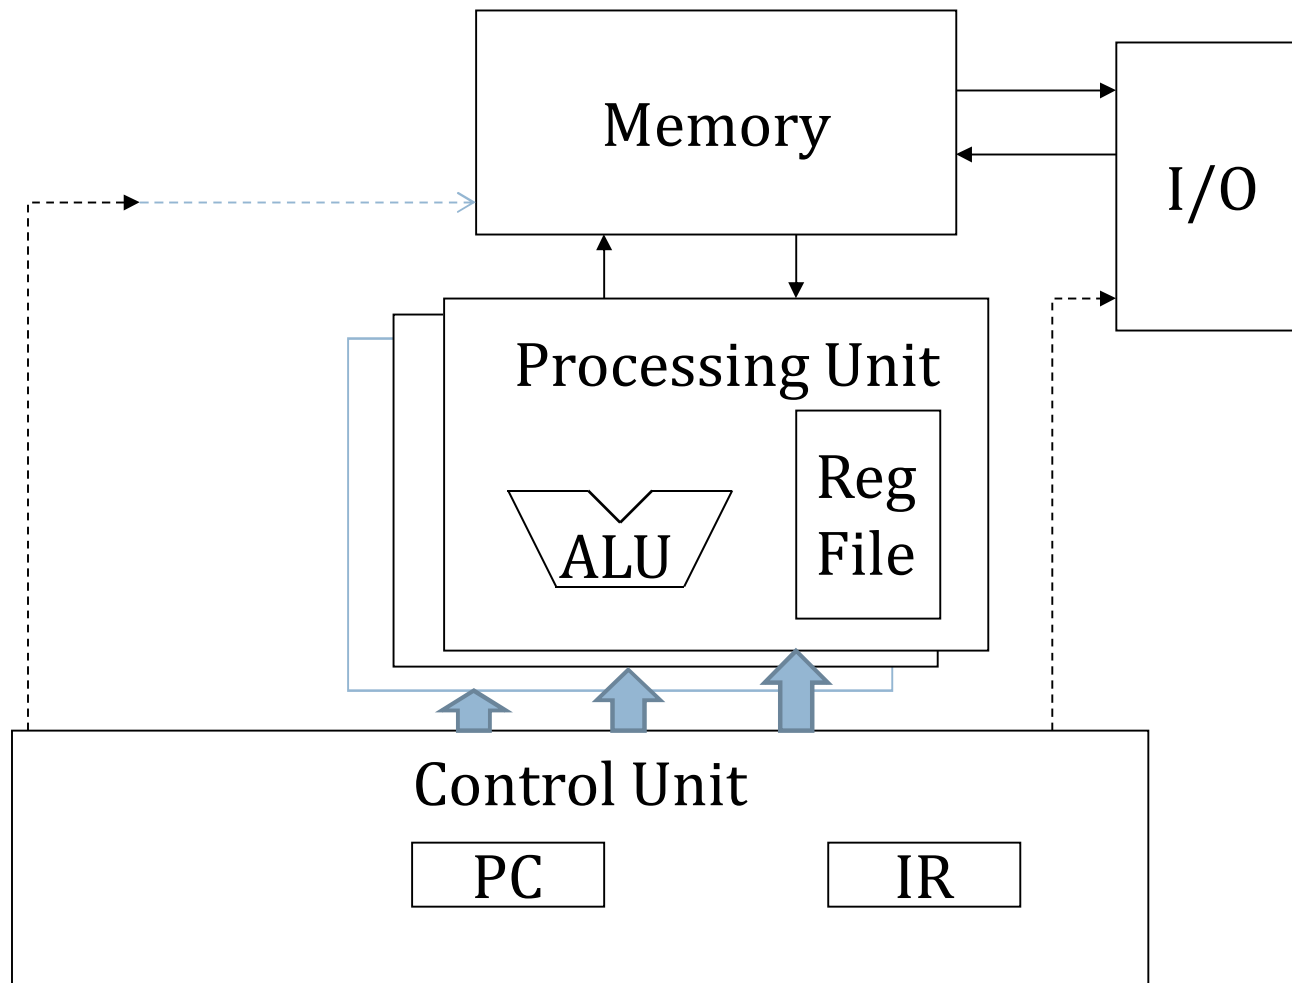 Memory
I/O
Processing Unit
Reg
File
ALU
Control Unit
PC
IR